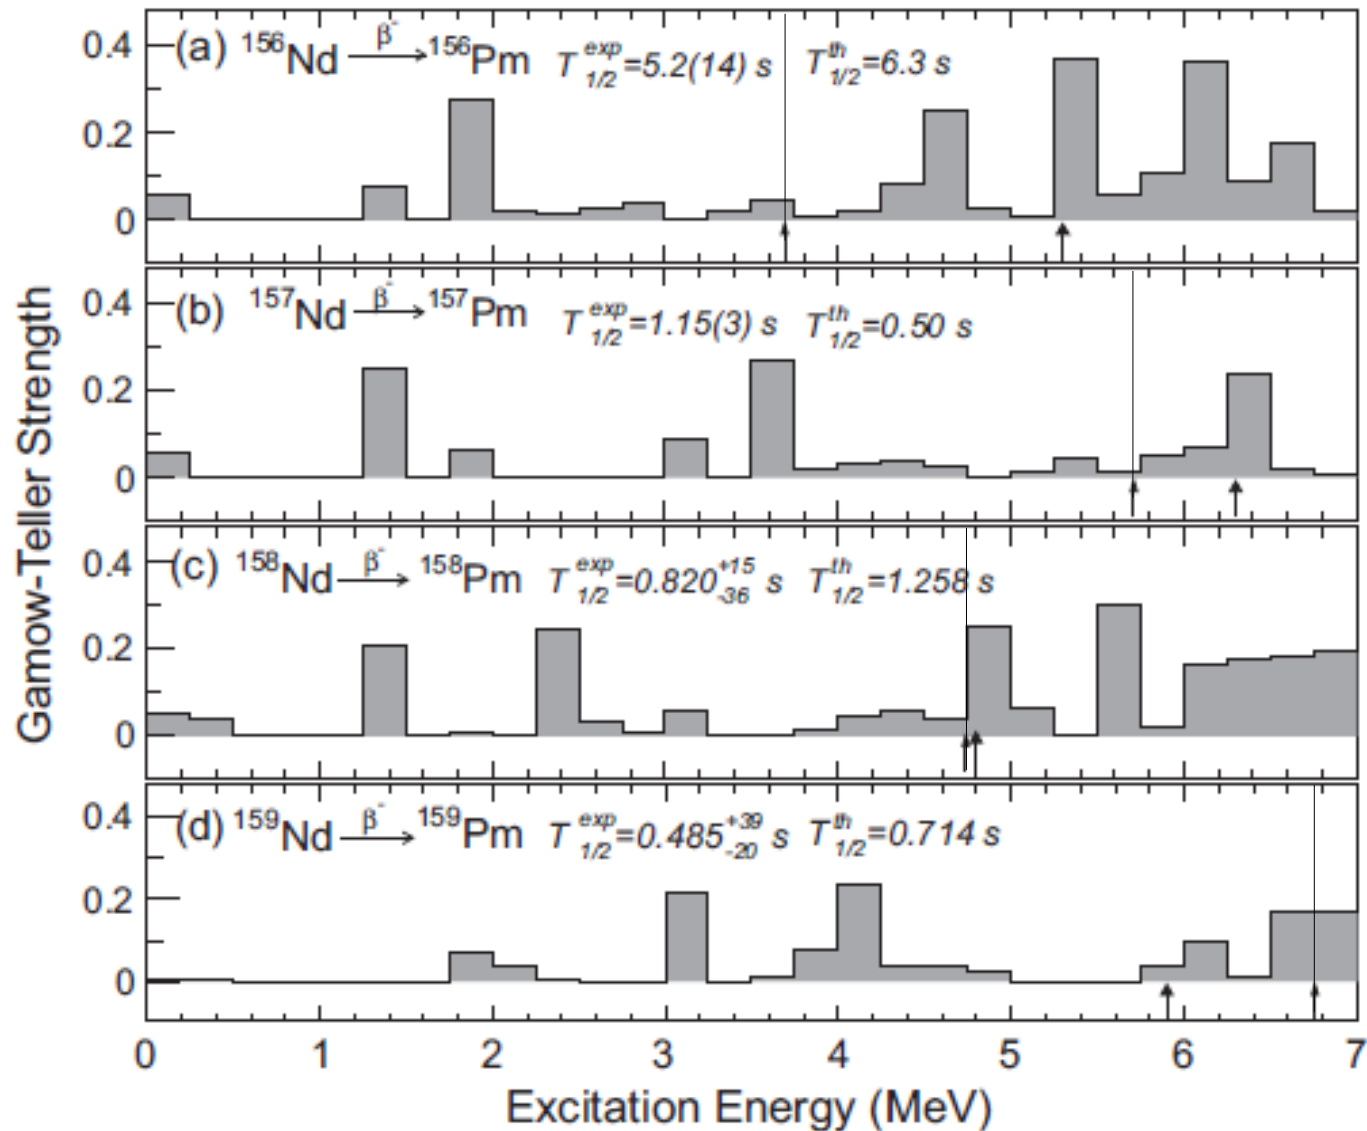 Gamow-Teller Strength
(a) ¹⁵⁶Nd β⁻ → ¹⁵⁶Pm T₁/₂ᵉˣᵖ=5.2(14) s T₁/₂ᵗʰ=6.3 s
0.4
0.2
0
(b) ¹⁵⁷Nd β⁻ → ¹⁵⁷Pm T₁/₂ᵉˣᵖ=1.15(3) s T₁/₂ᵗʰ=0.50 s
0.4
0.2
0
(c) ¹⁵⁸Nd β⁻ → ¹⁵⁸Pm T₁/₂ᵉˣᵖ=0.820⁺¹⁵₋₃₆ s T₁/₂ᵗʰ=1.258 s
0.4
0.2
0
(d) ¹⁵⁹Nd β⁻ → ¹⁵⁹Pm T₁/₂ᵉˣᵖ=0.485⁺³⁹₋₂₀ s T₁/₂ᵗʰ=0.714 s
0.4
0.2
0
0 1 2 3 4 5 6 7
Excitation Energy (MeV)